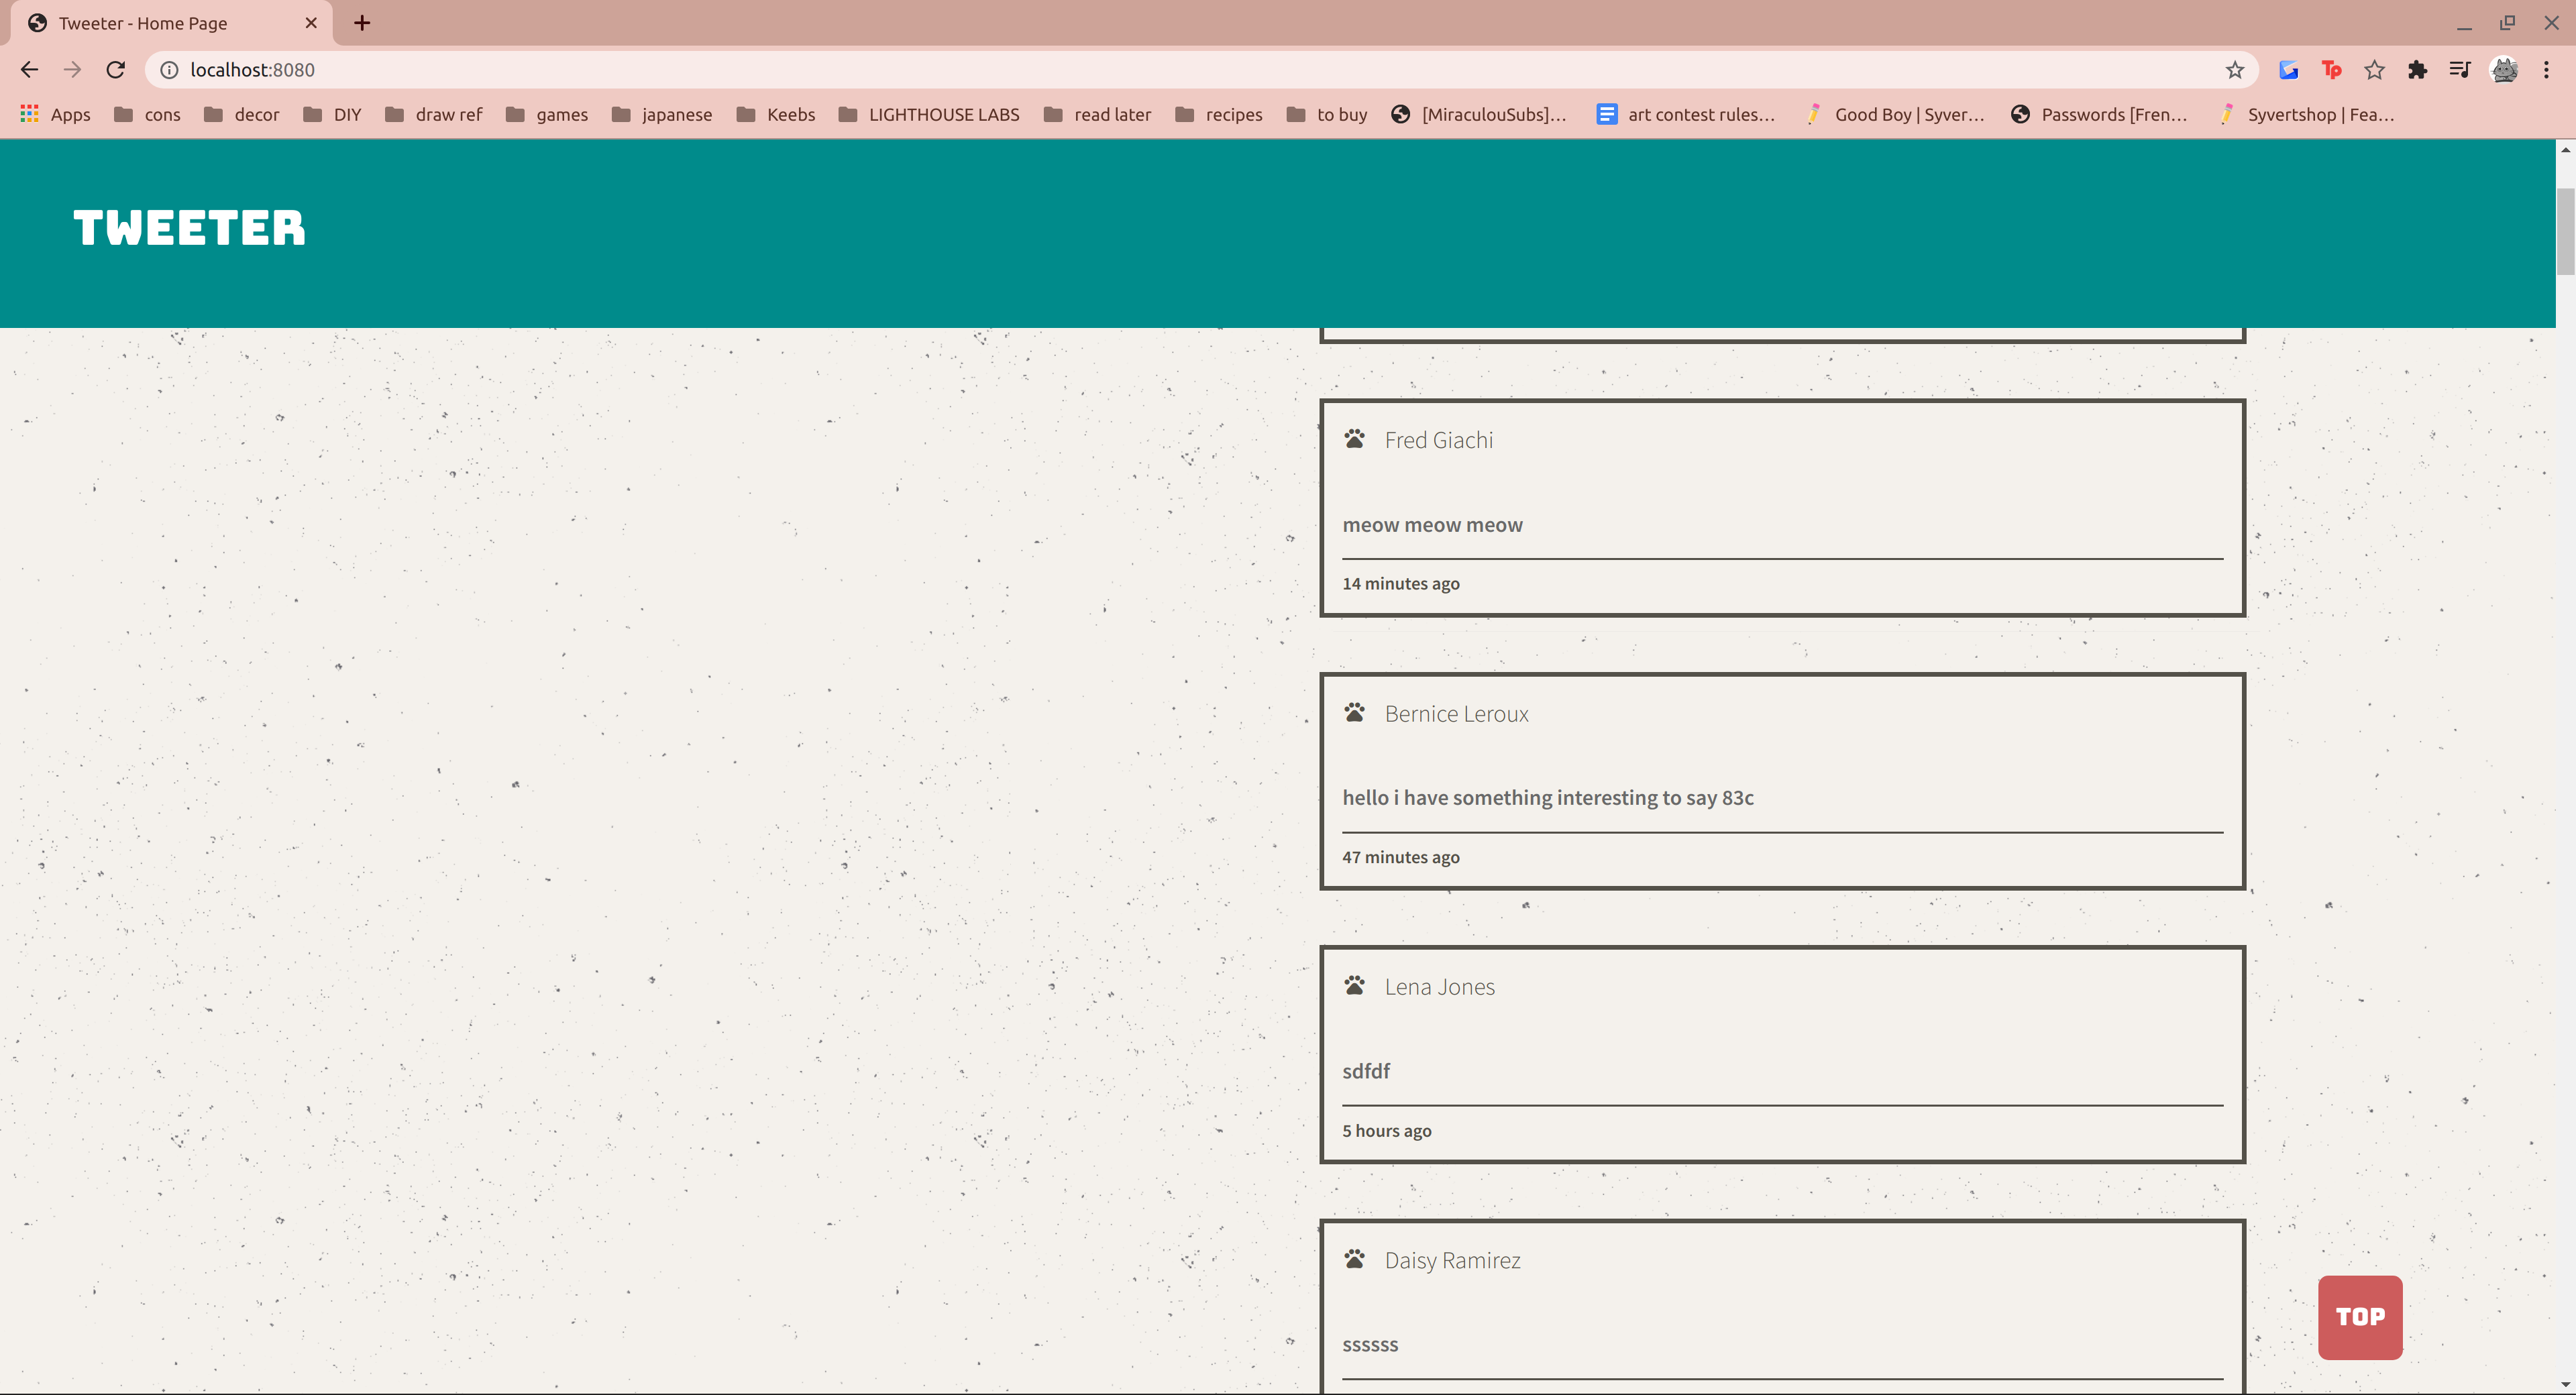 Tweeter - Home Page
localhost:8080
Tp
Apps cons decor DIY draw ref games japanese Keebs LIGHTHOUSE LABS read later recipes to buy [MiraculousSubs]... art contest rules... Good Boy | Syver... Passwords [Fren... Syvertshop | Fea...
TWEETER
Fred Giachi
meow meow meow
14 minutes ago
Bernice Leroux
hello i have something interesting to say 83c
47 minutes ago
Lena Jones
sdfdf
5 hours ago
Daisy Ramirez
ssssss
TOP